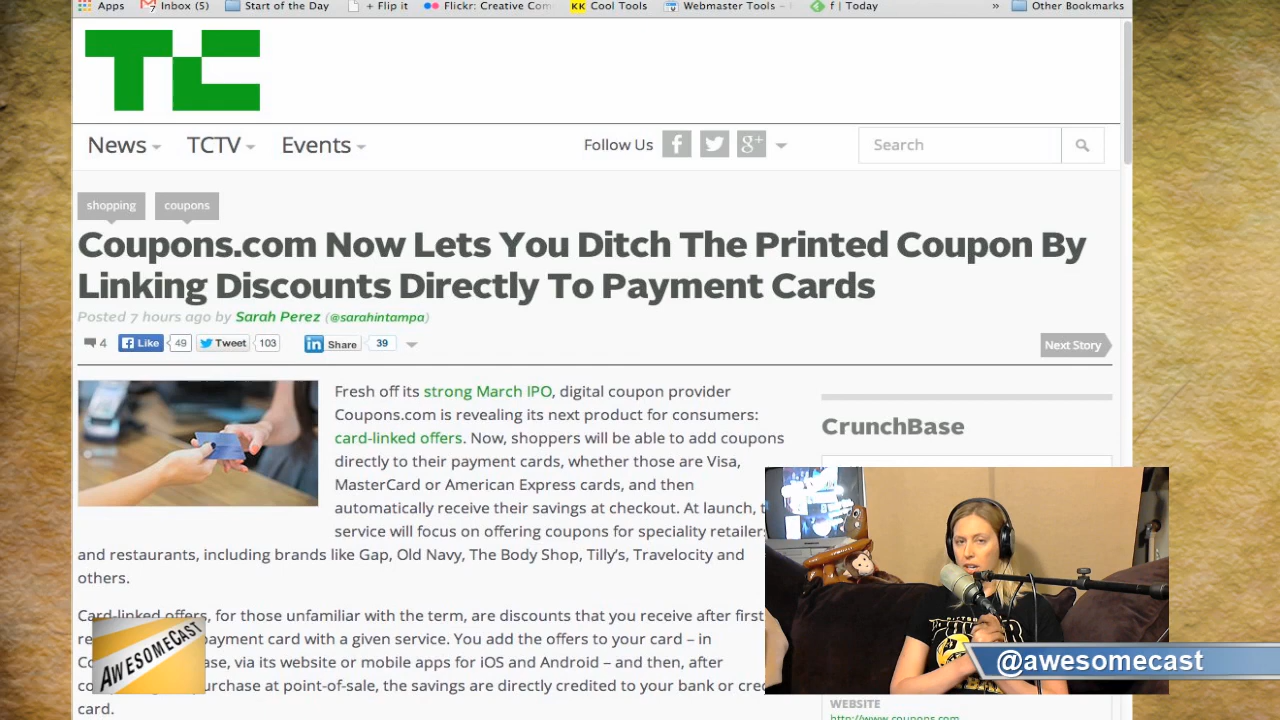 Apps Inbox (5) Start of the Day + Flip it Flickr: Creative Com KK Cool Tools Webmaster Tools - f | Today » Other Bookmarks
TC
News TCTV Events Follow Us f g+ Search
shopping coupons
Coupons.com Now Lets You Ditch The Printed Coupon By
Linking Discounts Directly To Payment Cards
Posted 7 hours ago by Sarah Perez (@sarahintampa)
4 Like 49 Tweet 103 in Share 39 Next Story
Fresh off its strong March IPO, digital coupon provider
Coupons.com is revealing its next product for consumers:
card-linked offers. Now, shoppers will be able to add coupons
directly to their payment cards, whether those are Visa,
MasterCard or American Express cards, and then
automatically receive their savings at checkout. At launch,
service will focus on offering coupons for speciality retailers
and restaurants, including brands like Gap, Old Navy, The Body Shop, Tilly's, Travelocity and
others.
Card-linked offers, for those unfamiliar with the term, are discounts that you receive after first
payment card with a given service. You add the offers to your card – in
via its website or mobile apps for iOS and Android – and then, after
at point-of-sale, the savings are directly credited to your bank or
card.
CrunchBase
WEBSITE
http://www.coupons.com
AWESOMECAST
@awesomecast